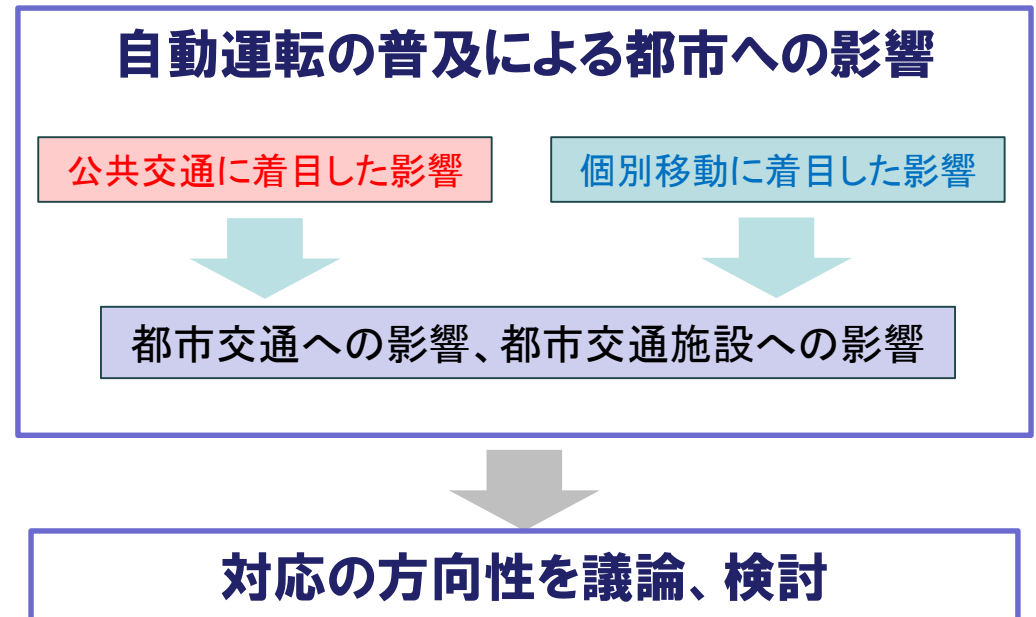 自動運転の普及による都市への影響
公共交通に着目した影響
個別移動に着目した影響
都市交通への影響、都市交通施設への影響
対応の方向性を議論、検討